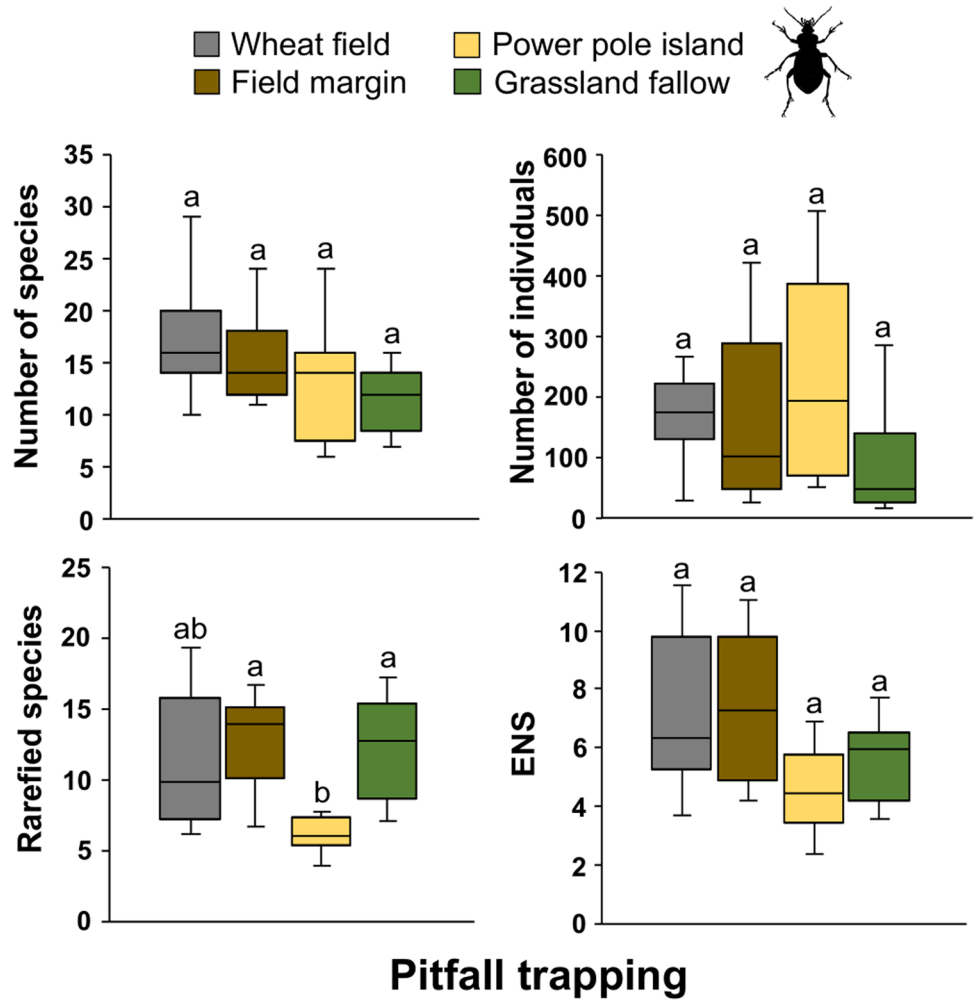 Wheat field
Power pole island
Field margin
Grassland fallow
Number of species
35
30
25
20
15
10
5
0
a
a
a
a
Number of individuals
600
500
400
300
200
100
0
a
a
a
a
Rarefied species
25
20
15
10
5
0
ab
a
b
a
ENS
12
10
8
6
4
2
0
a
a
a
a
Pitfall trapping